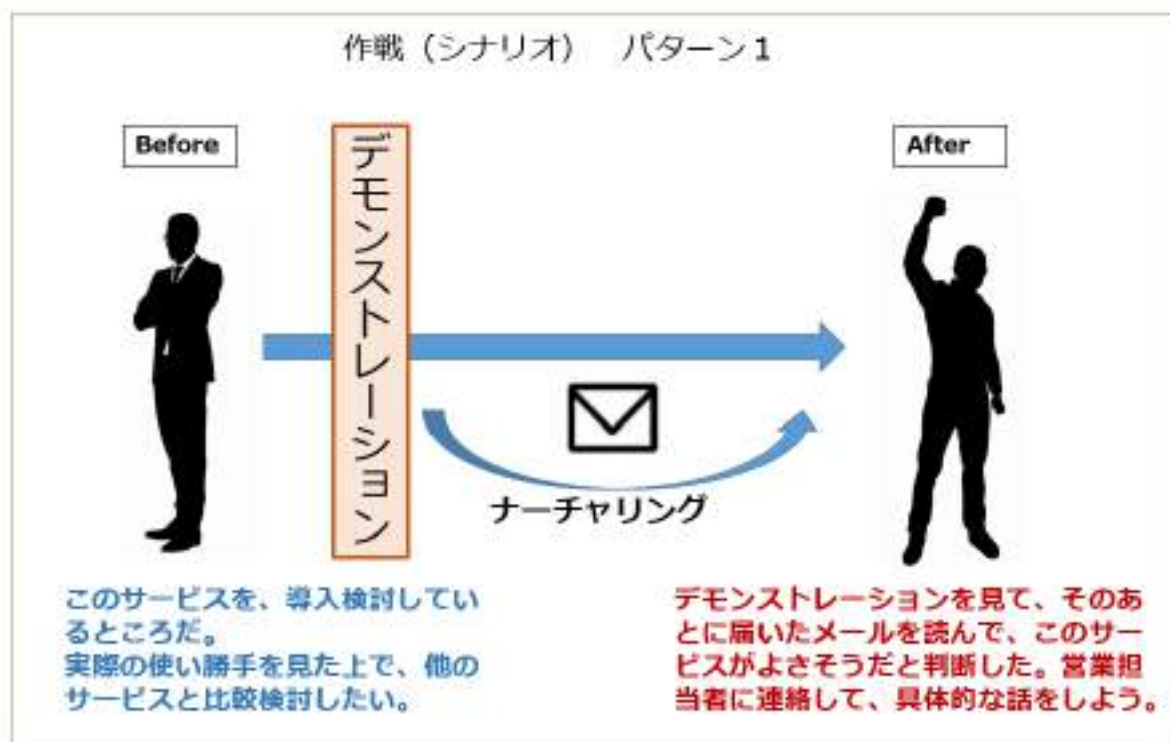 作戦（シナリオ）　パターン１
Before
デモンストレーション
After
ナーチャリング
このサービスを、導入検討してい
るところだ。
実際の使い勝手を見た上で、他の
サービスと比較検討したい。
デモンストレーションを見て、そのあ
とに届いたメールを読んで、このサー
ビスがよさそうだと判断した。営業担
当者に連絡して、具体的な話をしよう。